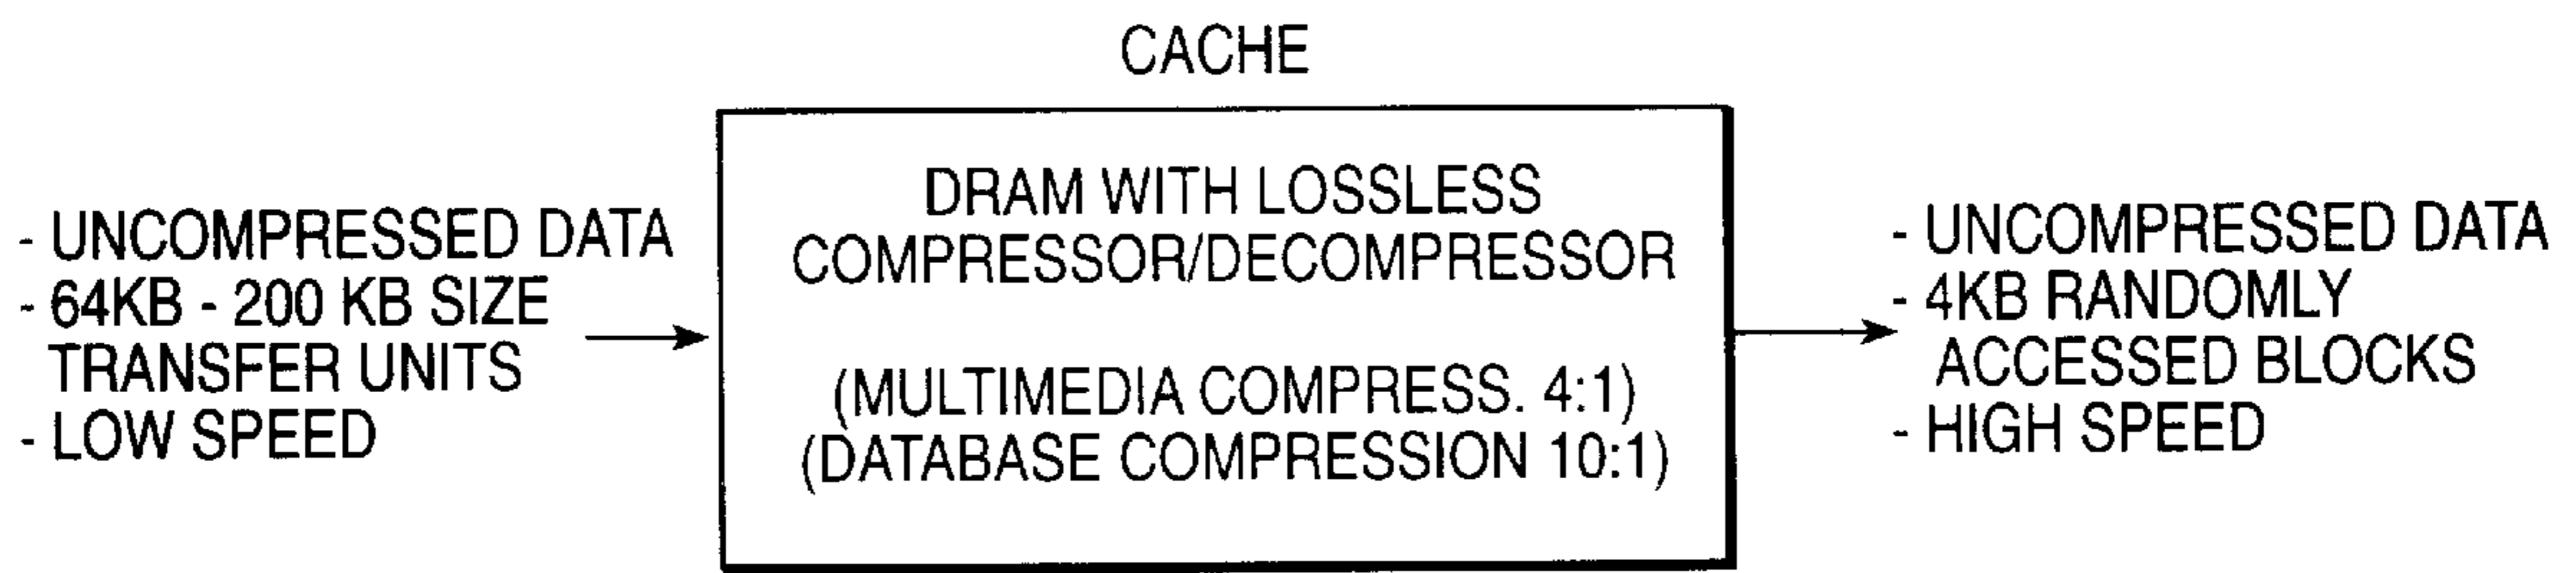 CACHE
- UNCOMPRESSED DATA
- 64KB - 200 KB SIZE
TRANSFER UNITS
- LOW SPEED
DRAM WITH LOSSLESS
COMPRESSOR/DECOMPRESSOR
(MULTIMEDIA COMPRESS. 4:1)
(DATABASE COMPRESSION 10:1)
- UNCOMPRESSED DATA
- 4KB RANDOMLY
ACCESSED BLOCKS
- HIGH SPEED